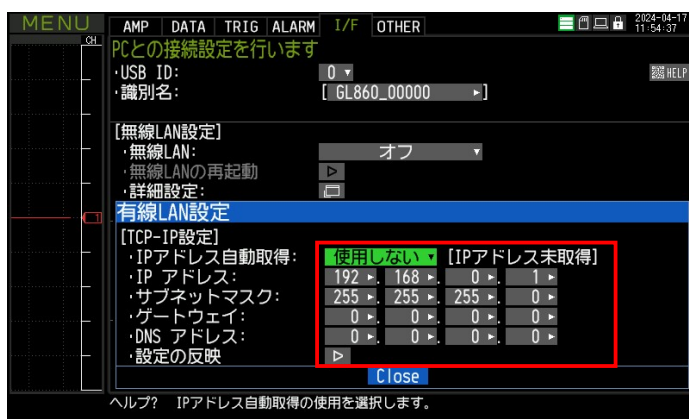 MENU AMP DATA TRIG ALARM I/F OTHER 2024-04-17
11:54:37
CH
PCとの接続設定を行います
・USB ID: 0
HELP
・識別名: [ GL860_00000 ]
[無線LAN設定]
・無線LAN: オフ
・無線LANの再起動
・詳細設定:
有線LAN設定
[TCP-IP設定]
・IPアドレス自動取得: 使用しない [IPアドレス未取得]
・IP アドレス: 192 . 168 . 0 . 1
・サブネットマスク: 255 . 255 . 255 . 0
・ゲートウェイ: 0 . 0 . 0 . 0
・DNS アドレス: 0 . 0 . 0 . 0
・設定の反映
Close
ヘルプ? IPアドレス自動取得の使用を選択します。